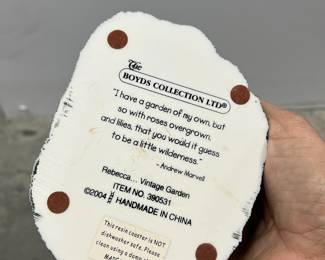 The
BOYDS COLLECTION LTD®
"I have a garden of my own, but
so with roses overgrown,
and lilies, that you would it guess
to be a little wilderness."
~ Andrew Marvell
Rebecca... Vintage Garden
ITEM NO. 390531
©2004 HANDMADE IN CHINA
This resin coaster is NOT
dishwasher safe. Please
clean using a damp
MADE